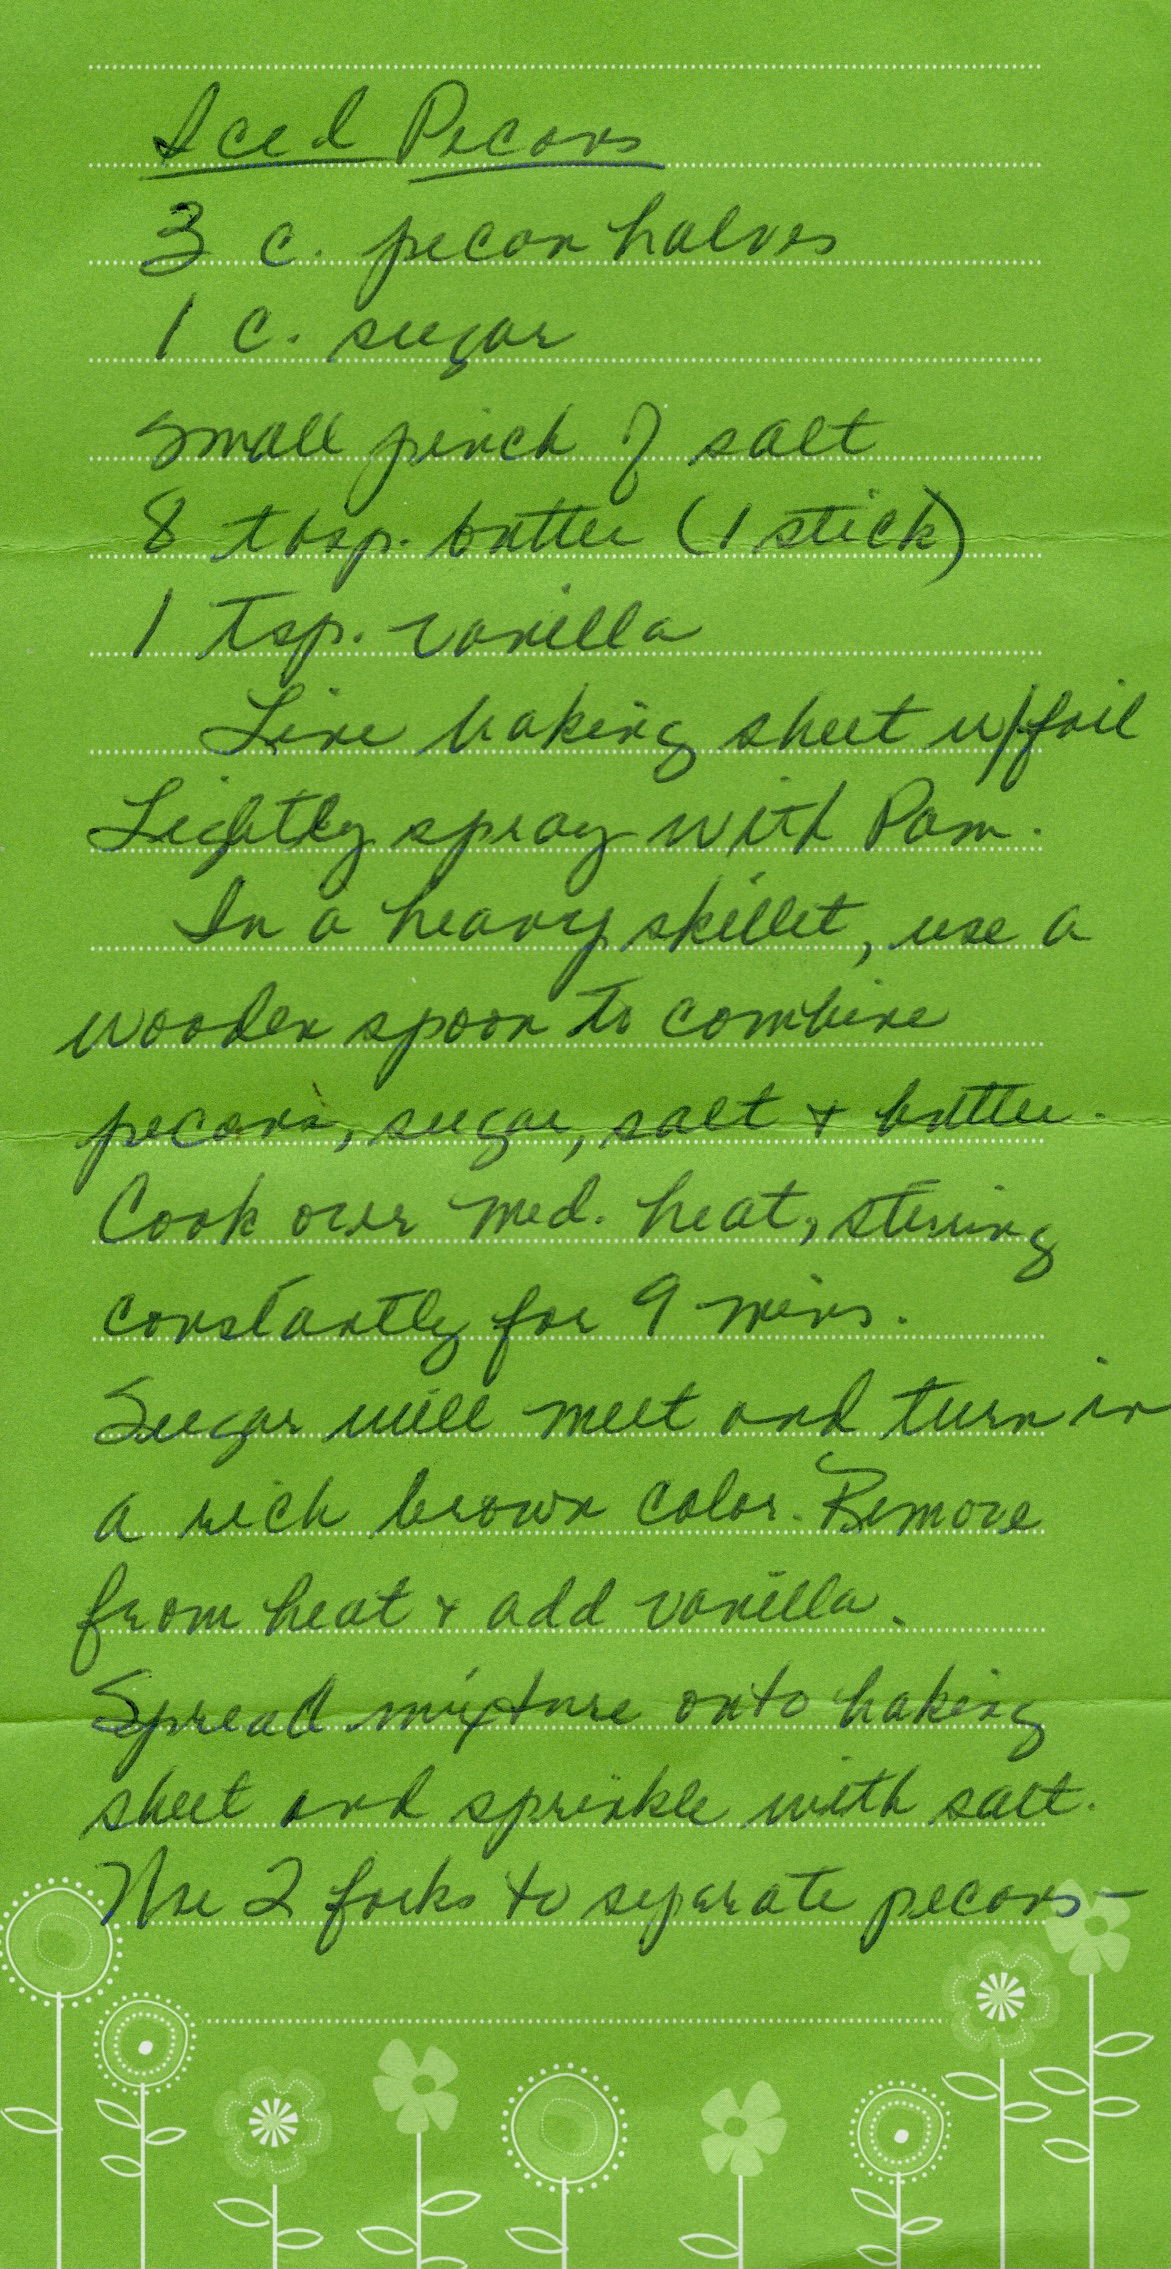 Iced Pecans
3 c. pecan halves
1 c. sugar
small pinch of salt
8 tbsp. butter (1 stick)
1 tsp. vanilla
Line baking sheet w/foil
Lightly spray with Pam.
In a heavy skillet, use a
wooden spoon to combine
pecans, sugar, salt + butter.
Cook over med. heat, stirring
constantly for 9 mins.
Sugar will melt and turn in
a rich brown color. Remove
from heat + add vanilla.
Spread mixture onto baking
sheet and sprinkle with salt.
Use 2 forks to separate pecans-